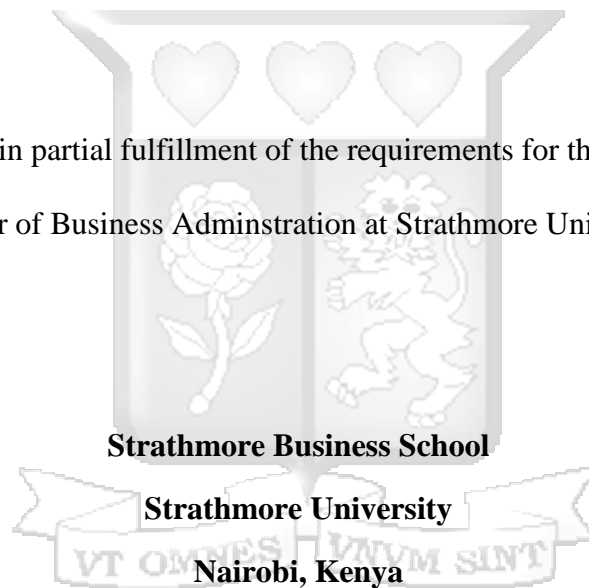 in partial fulfillment of the requirements for th
r of Business Adminstration at Strathmore Uni
Strathmore Business School
Strathmore University
VT OMNES VNVM SINT
Nairobi, Kenya